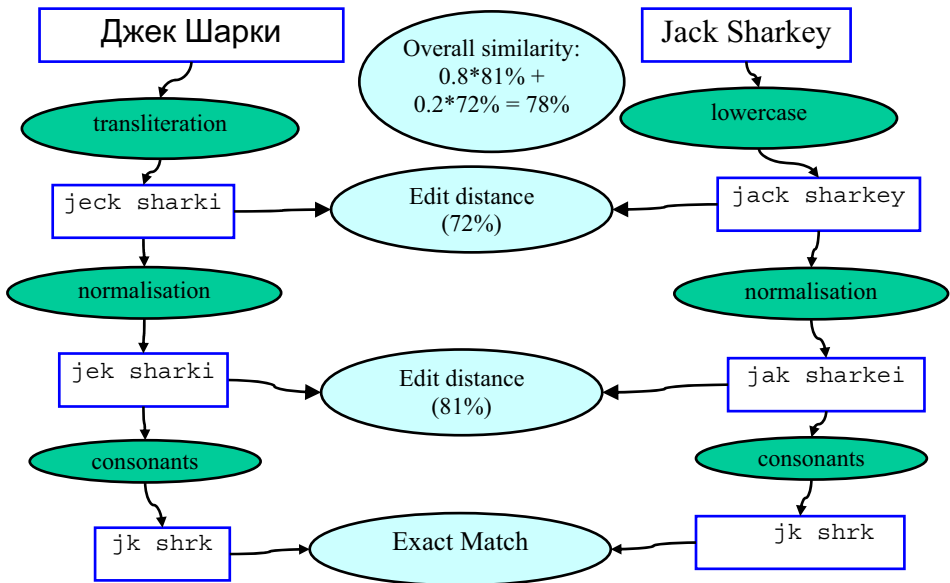 Джек Шарки
Overall similarity:
0.8*81% +
0.2*72% = 78%
Jack Sharkey
transliteration
lowercase
jeck sharki
Edit distance
(72%)
jack sharkey
normalisation
normalisation
jek sharki
Edit distance
(81%)
jak sharkei
consonants
consonants
jk shrk
Exact Match
jk shrk